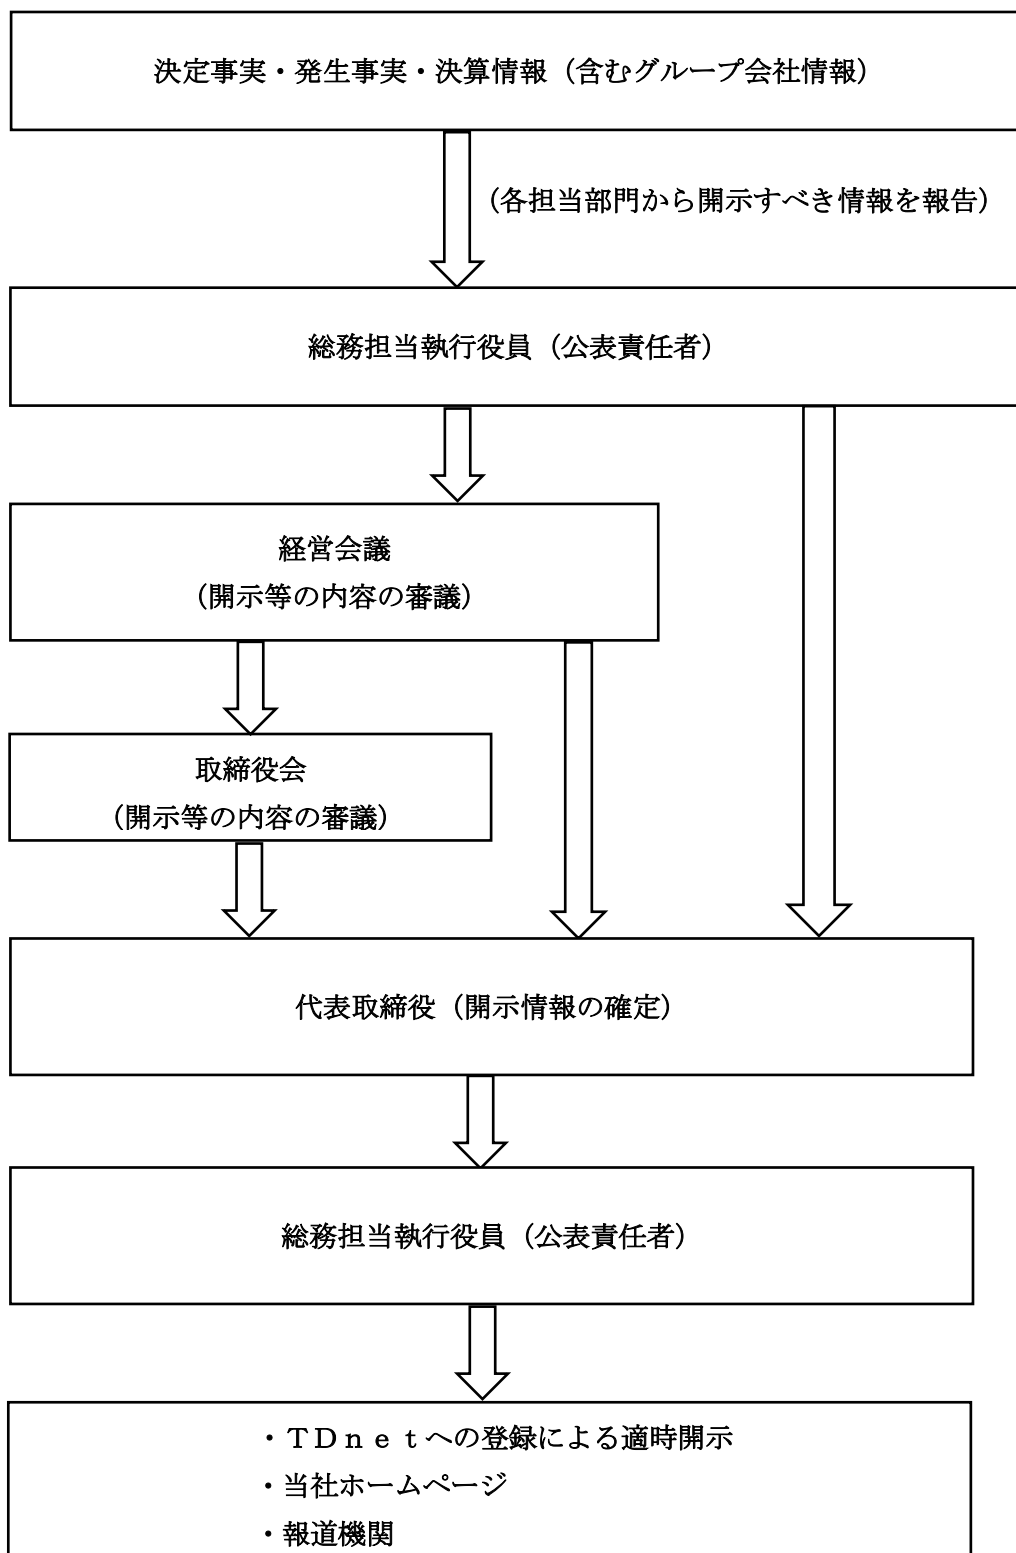 決定事実・発生事実・決算情報（含むグループ会社情報）
（各担当部門から開示すべき情報を報告）
総務担当執行役員（公表責任者）
経営会議
（開示等の内容の審議）
取締役会
（開示等の内容の審議）
代表取締役（開示情報の確定）
総務担当執行役員（公表責任者）
・ＴＤｎｅｔへの登録による適時開示
・当社ホームページ
・報道機関